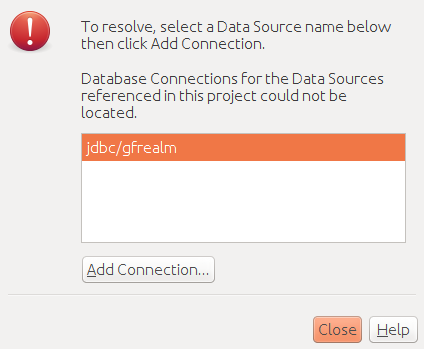 To resolve, select a Data Source name below
then click Add Connection.
Database Connections for the Data Sources
referenced in this project could not be
located.
jdbc/gfrealm
Add Connection...
Close
Help